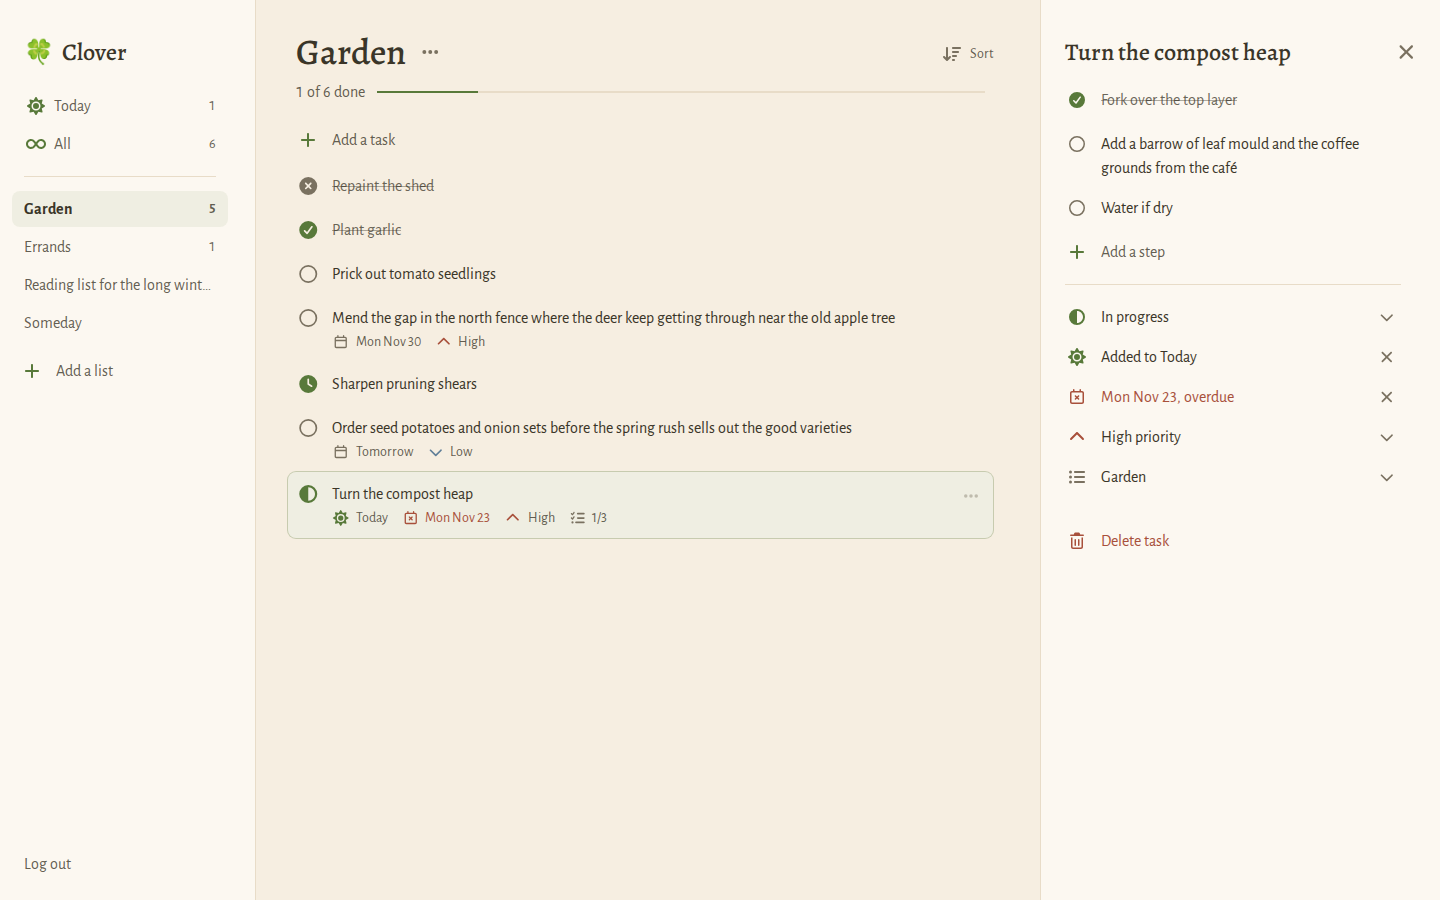 Clover
Today 1
All 6
Garden 5
Errands 1
Reading list for the long wint...
Someday
Add a list
Log out
Garden
Sort
1 of 6 done
Add a task
Repaint the shed
Plant garlic
Prick out tomato seedlings
Mend the gap in the north fence where the deer keep getting through near the old apple tree
Mon Nov 30 High
Sharpen pruning shears
Order seed potatoes and onion sets before the spring rush sells out the good varieties
Tomorrow Low
Turn the compost heap
Today Mon Nov 23 High 1/3
Turn the compost heap
Fork over the top layer
Add a barrow of leaf mould and the coffee
grounds from the café
Water if dry
Add a step
In progress
Added to Today
Mon Nov 23, overdue
High priority
Garden
Delete task